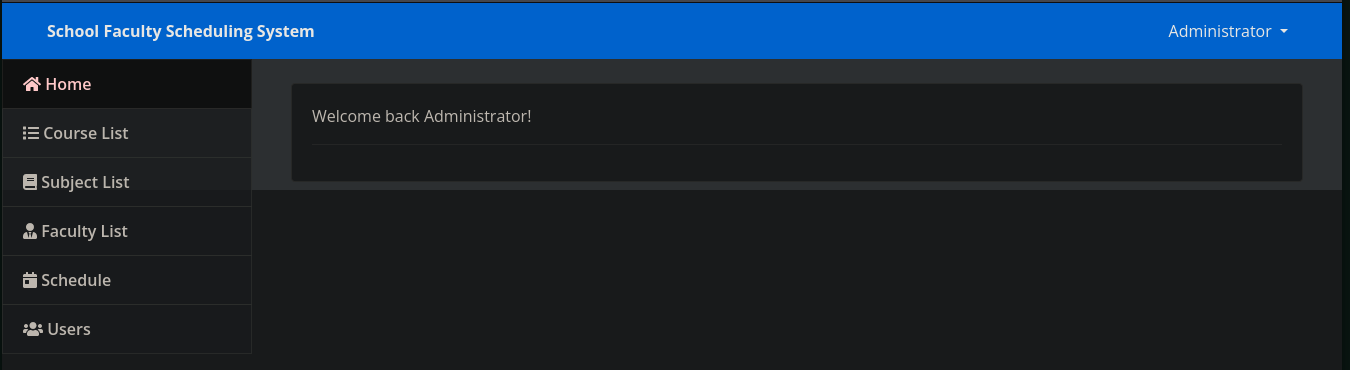 School Faculty Scheduling System
Administrator
Home
Course List
Subject List
Faculty List
Schedule
Users
Welcome back Administrator!